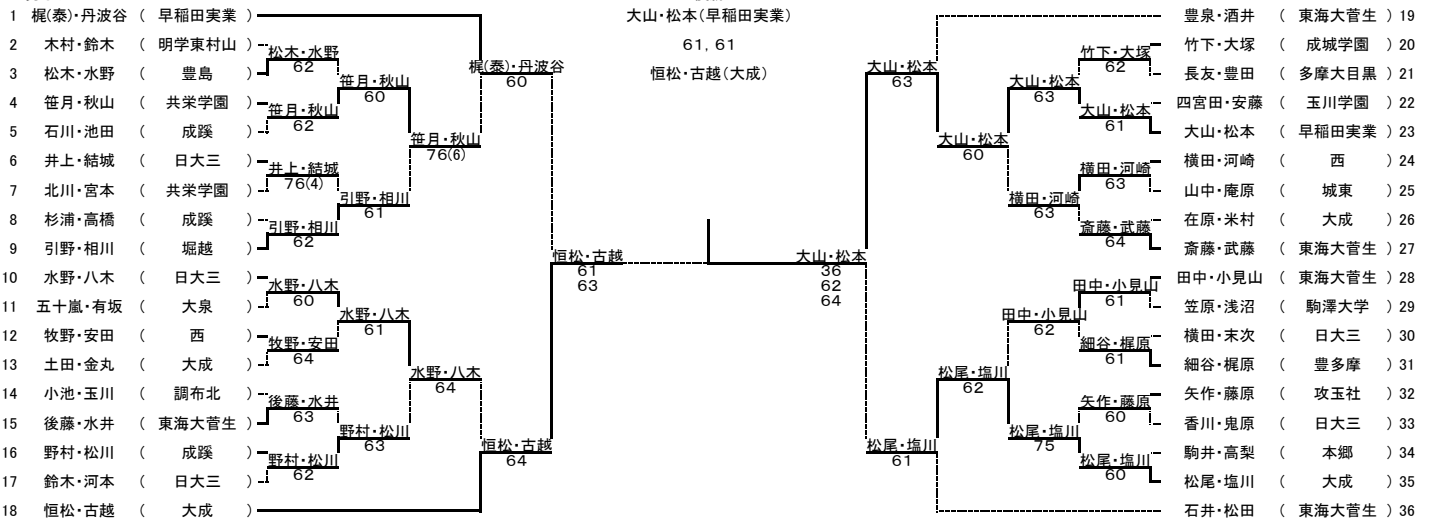 大山・松本(早稲田実業)
61, 61
恒松・古越(大成)
1 梶(泰)・丹波谷 ( 早稲田実業 )
2 木村・鈴木 ( 明学東村山 )
3 松木・水野 ( 豊島 )
4 笹月・秋山 ( 共栄学園 )
5 石川・池田 ( 成蹊 )
6 井上・結城 ( 日大三 )
7 北川・宮本 ( 共栄学園 )
8 杉浦・高橋 ( 成蹊 )
9 引野・相川 ( 堀越 )
10 水野・八木 ( 日大三 )
11 五十嵐・有坂 ( 大泉 )
12 牧野・安田 ( 西 )
13 土田・金丸 ( 大成 )
14 小池・玉川 ( 調布北 )
15 後藤・水井 ( 東海大菅生 )
16 野村・松川 ( 成蹊 )
17 鈴木・河本 ( 日大三 )
18 恒松・古越 ( 大成 )
松木・水野
62
笹月・秋山
62
井上・結城
76(4)
引野・相川
62
水野・八木
60
牧野・安田
64
後藤・水井
63
野村・松川
62
笹月・秋山
60
引野・相川
61
水野・八木
61
野村・松川
63
笹月・秋山
76(6)
水野・八木
64
梶(泰)・丹波谷
60
恒松・古越
64
恒松・古越
61
63
大山・松本
36
62
64
大山・松本
63
松尾・塩川
61
大山・松本
60
松尾・塩川
62
大山・松本
63
横田・河崎
63
田中・小見山
62
松尾・塩川
75
竹下・大塚
62
大山・松本
61
横田・河崎
63
斎藤・武藤
64
田中・小見山
61
細谷・梶原
61
矢作・藤原
60
松尾・塩川
60
豊泉・酒井 ( 東海大菅生 ) 19
竹下・大塚 ( 成城学園 ) 20
長友・豊田 ( 多摩大目黒 ) 21
四宮田・安藤 ( 玉川学園 ) 22
大山・松本 ( 早稲田実業 ) 23
横田・河崎 ( 西 ) 24
山中・庵原 ( 城東 ) 25
在原・米村 ( 大成 ) 26
斎藤・武藤 ( 東海大菅生 ) 27
田中・小見山 ( 東海大菅生 ) 28
笠原・浅沼 ( 駒澤大学 ) 29
横田・末次 ( 日大三 ) 30
細谷・梶原 ( 豊多摩 ) 31
矢作・藤原 ( 攻玉社 ) 32
香川・鬼原 ( 日大三 ) 33
駒井・高梨 ( 本郷 ) 34
松尾・塩川 ( 大成 ) 35
石井・松田 ( 東海大菅生 ) 36